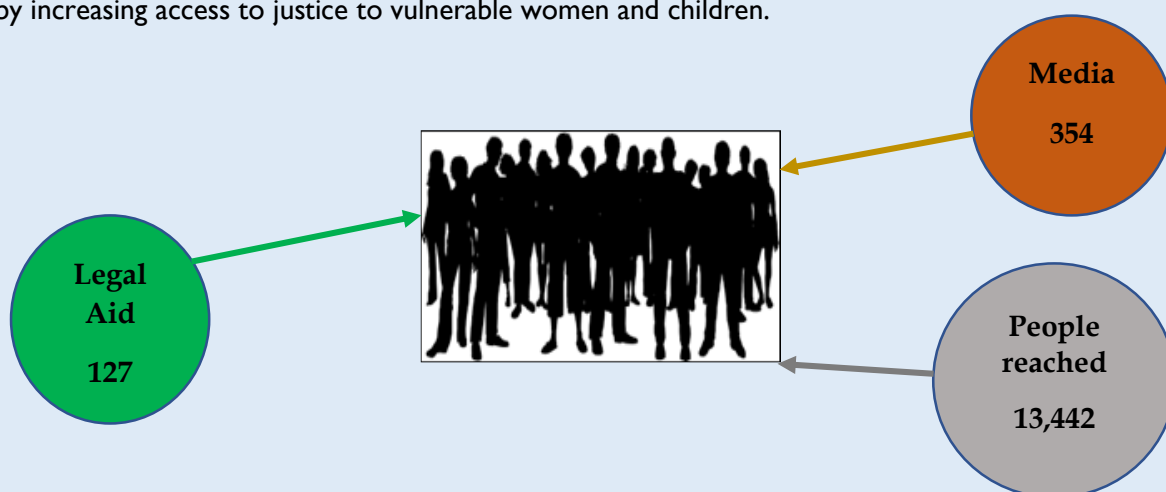 by increasing access to justice to vulnerable women and children.
Media
354
Legal
Aid
127
People
reached
13,442